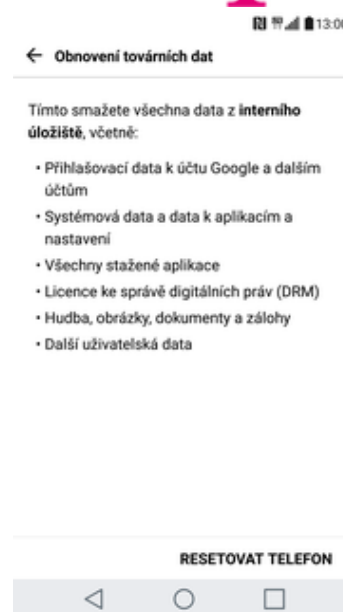 13:00
Obnovení továrních dat
Tímto smažete všechna data z interního
úložiště, včetně:
• Přihlašovací data k účtu Google a dalším
účtům
• Systémová data a data k aplikacím a
nastavení
• Všechny stažené aplikace
• Licence ke správě digitálních práv (DRM)
• Hudba, obrázky, dokumenty a zálohy
• Další uživatelská data
RESETOVAT TELEFON